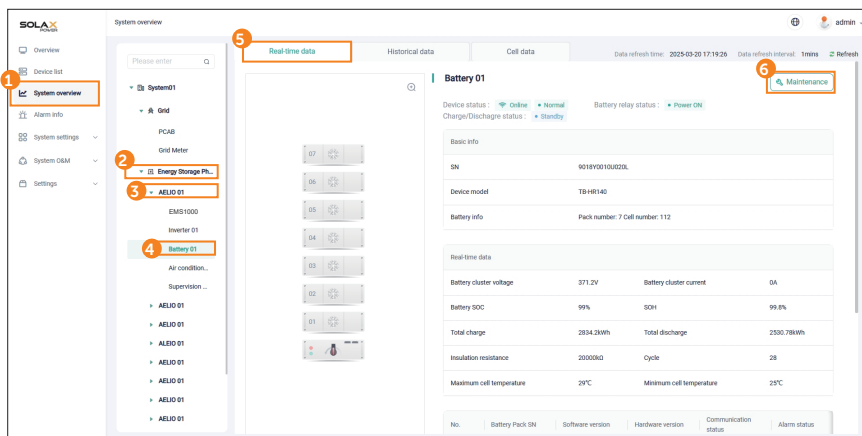 SOLAX
POWER
System overview
admin
Overview
Device list
1
System overview
Alarm info
System settings
System O&M
Settings
Please enter
System01
Grid
PCAB
Grid Meter
2
Energy Storage Ph...
3
AELIO 01
EMS1000
Inverter 01
4
Battery 01
Air condition...
Supervision ...
AELIO 01
AELIO 01
ALEIO 01
AELIO 01
AELIO 01
AELIO 01
AELIO 01
5
Real-time data
Historical data
Cell data
Data refresh time: 2025-03-20 17:19:26 Data refresh interval: 1mins Refresh
07
06
05
04
03
02
01
Battery 01
6
Maintenance
Device status : Online Normal Battery relay status : Power ON
Charge/Dischagre status : Standby
Basic info
SN 9018Y0010U020L
Device model TB-HR140
Battery info Pack number: 7 Cell number: 112
Real-time data
Battery cluster voltage 371.2V Battery cluster current 0A
Battery SOC 99% SOH 99.8%
Total charge 2834.2kWh Total discharge 2530.78kWh
Insulation resistance 20000kΩ Cycle 28
Maximum cell temperature 29℃ Minimum cell temperature 25℃
No. Battery Pack SN Software version Hardware version Communication status Alarm status